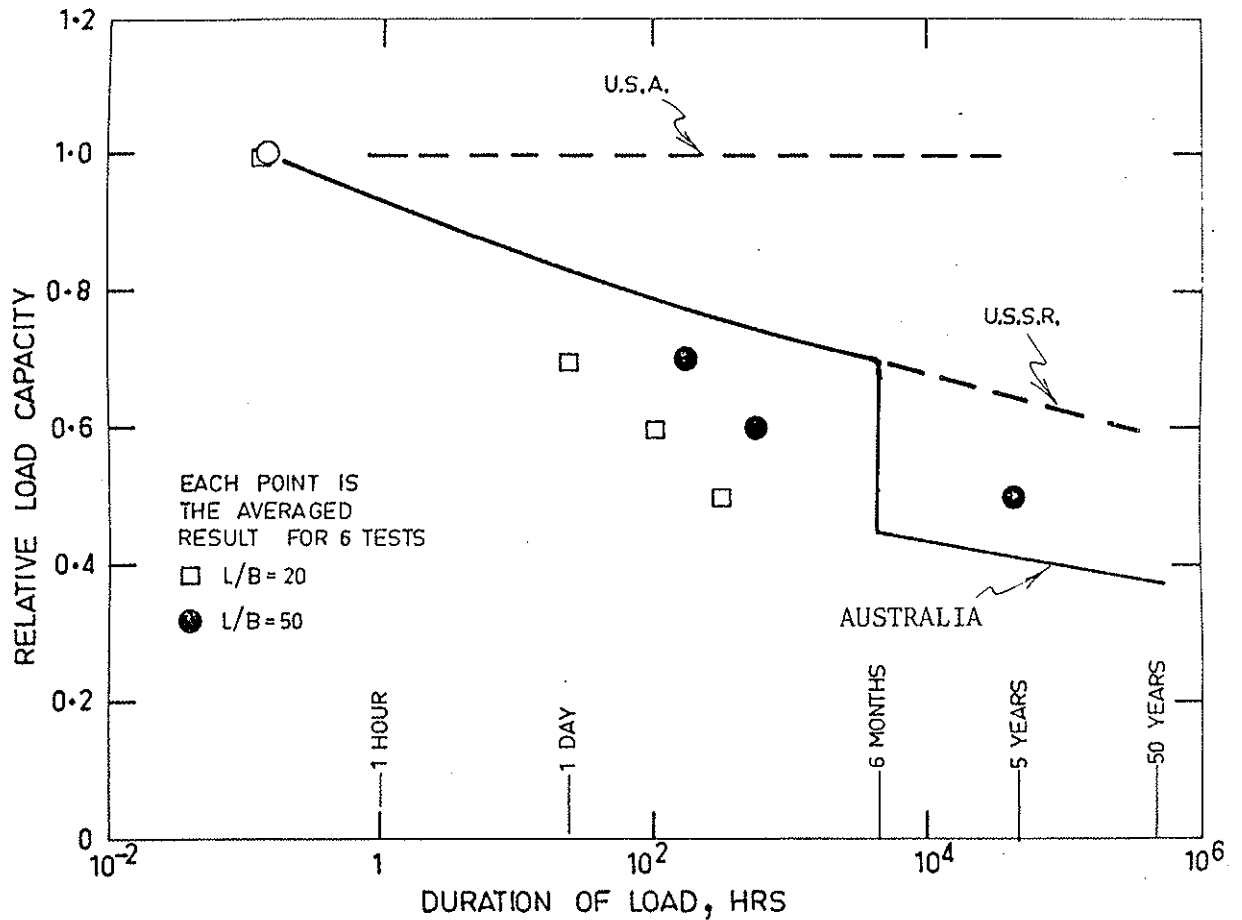 1·2
1·0
0·8
0·6
0·4
0·2
0
RELATIVE LOAD CAPACITY
U.S.A.
U.S.S.R.
AUSTRALIA
EACH POINT IS
THE AVERAGED
RESULT FOR 6 TESTS
L/B = 20
L/B = 50
1 HOUR
1 DAY
6 MONTHS
5 YEARS
50 YEARS
10⁻²
1
10²
10⁴
10⁶
DURATION OF LOAD, HRS